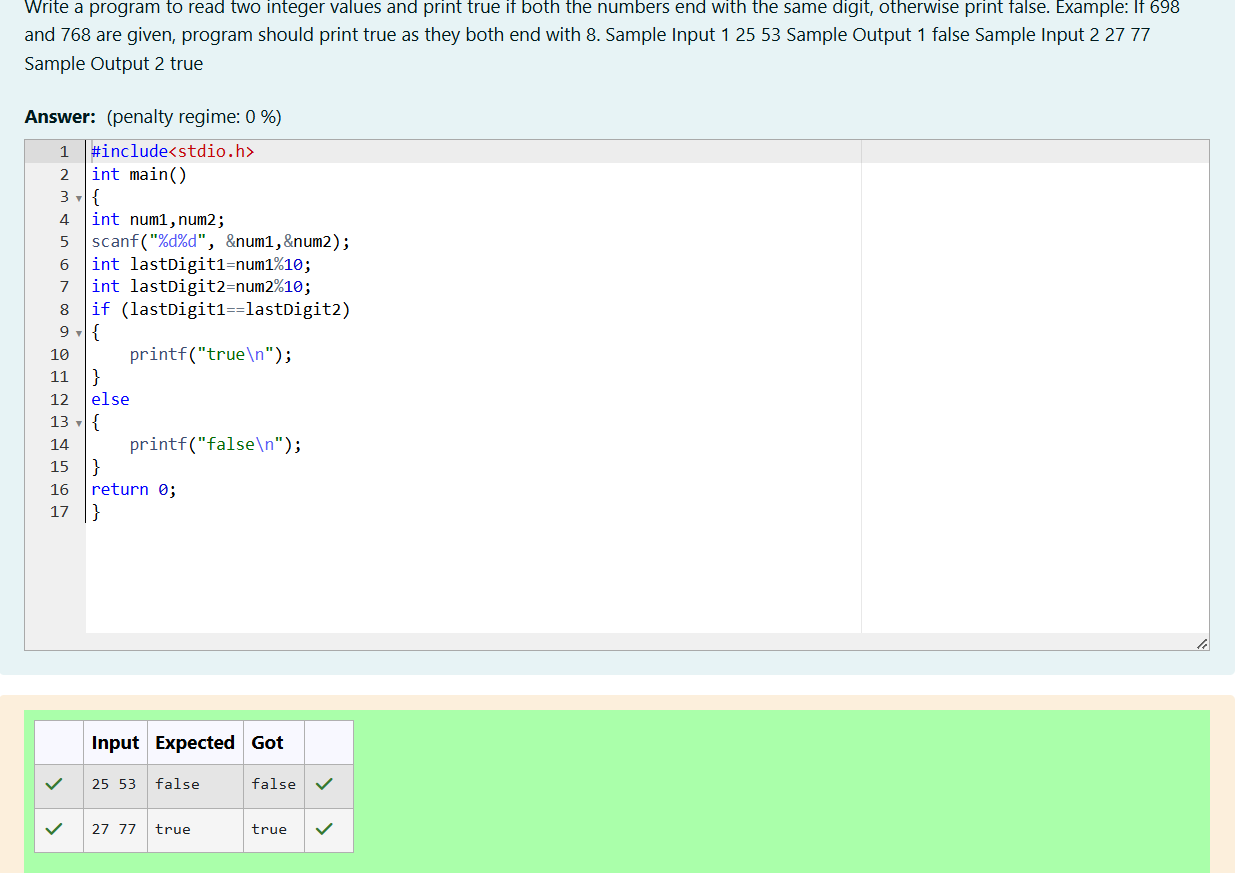 Write a program to read two integer values and print true if both the numbers end with the same digit, otherwise print false. Example: If 698
and 768 are given, program should print true as they both end with 8. Sample Input 1 25 53 Sample Output 1 false Sample Input 2 27 77
Sample Output 2 true
Answer: (penalty regime: 0 %)
1 #include<stdio.h>
2 int main()
3 {
4 int num1,num2;
5 scanf("%d%d", &num1,&num2);
6 int lastDigit1=num1%10;
7 int lastDigit2=num2%10;
8 if (lastDigit1==lastDigit2)
9 {
10     printf("true\n");
11 }
12 else
13 {
14     printf("false\n");
15 }
16 return 0;
17 }
Input Expected Got
25 53 false false
27 77 true true